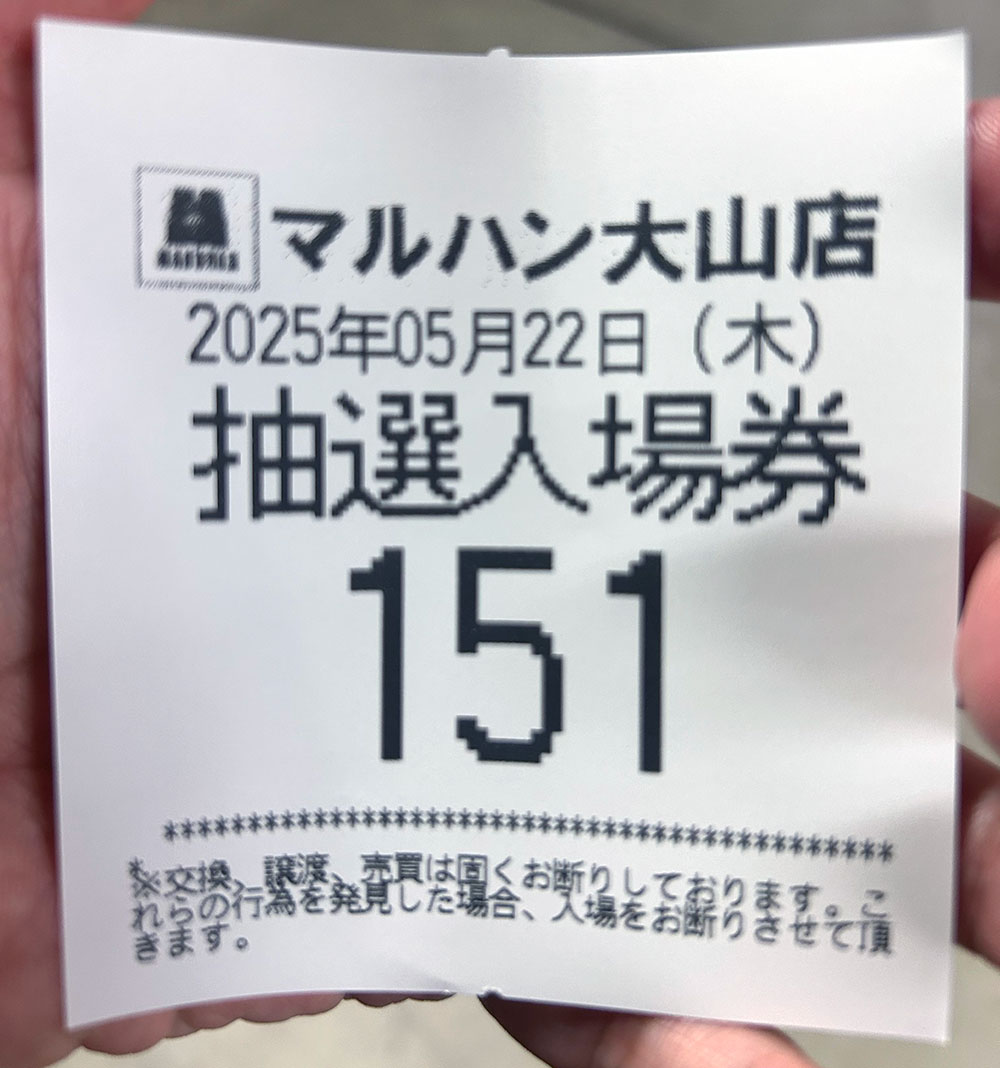 マルハン大山店
2025年05月22日（木）
抽選入場券
151
*******************************************
※交換、譲渡、売買は固くお断りしております。こ
れらの行為を発見した場合、入場をお断りさせて頂
きます。